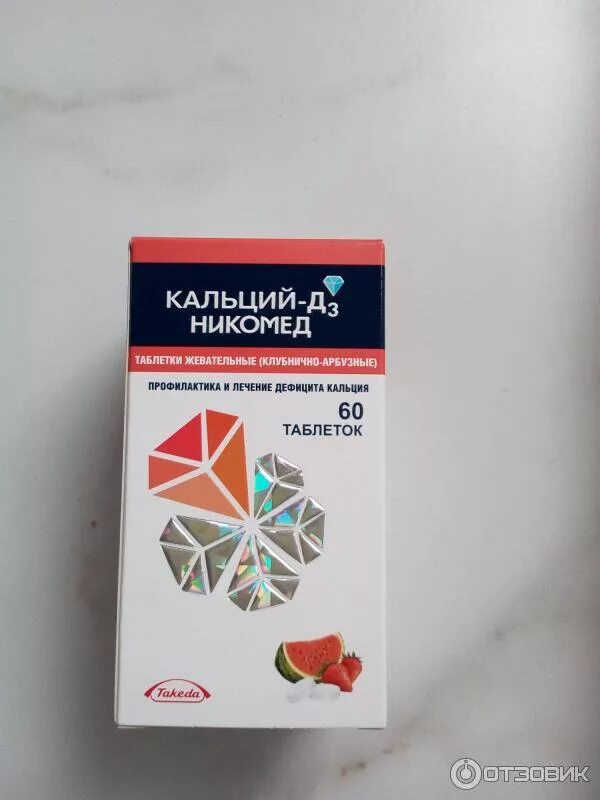 КАЛЬЦИЙ-Д3
НИКОМЕД
ТАБЛЕТКИ ЖЕВАТЕЛЬНЫЕ (КЛУБНИЧНО-АРБУЗНЫЕ)
ПРОФИЛАКТИКА И ЛЕЧЕНИЕ ДЕФИЦИТА КАЛЬЦИЯ
60
ТАБЛЕТОК
Takeda
ОТЗОВИК